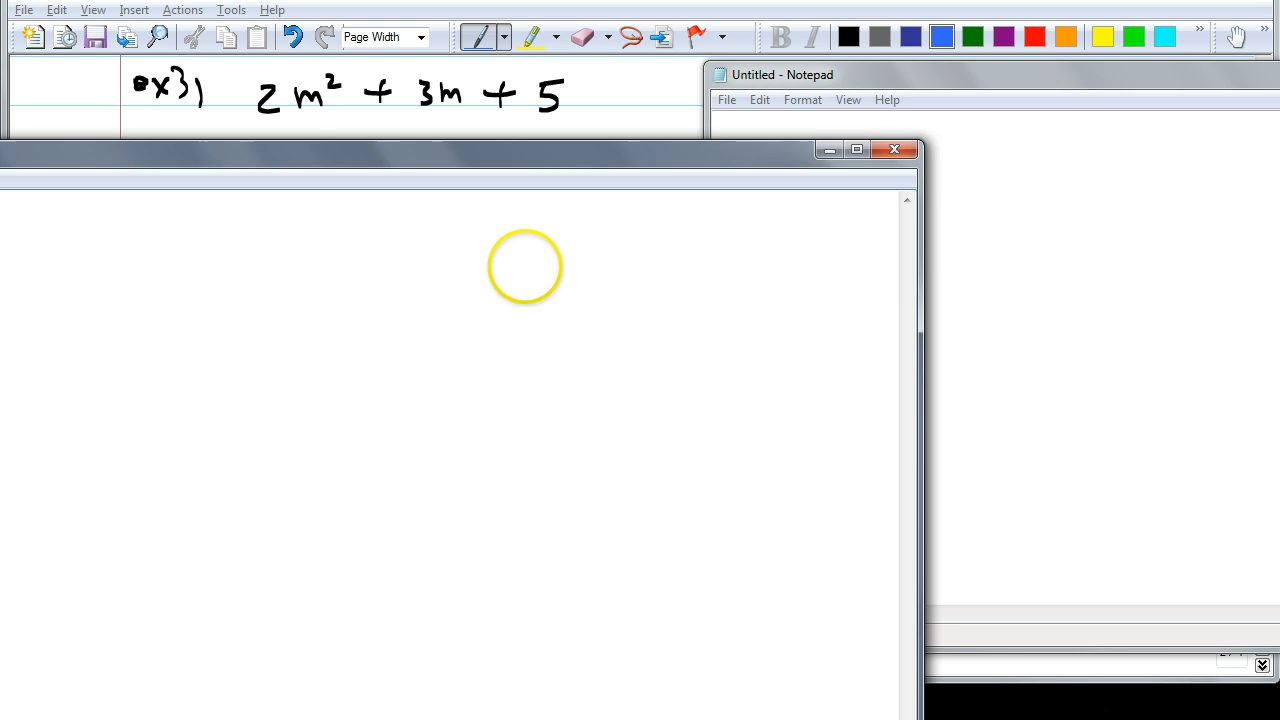 File Edit View Insert Actions Tools Help
Page Width
B I
ex3) 2m² + 3m + 5
Untitled - Notepad
File Edit Format View Help